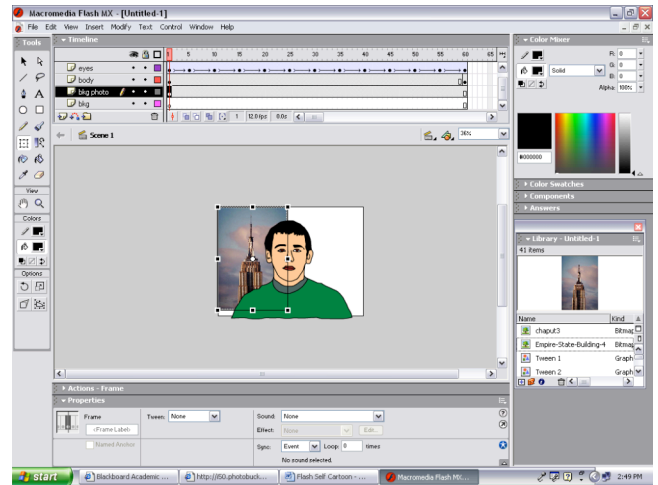 Macromedia Flash MX - [Untitled-1]
File Edit View Insert Modify Text Control Window Help
Tools
Timeline
1 5 10 15 20 25 30 35 40 45 50 55 60 65
eyes
body
bkg photo
bkg
1 12.0 fps 0.0s
Scene 1
36%
View
Colors
Options
Color Mixer
Solid
R: 0
G: 0
B: 0
Alpha: 100%
#000000
Color Swatches
Components
Answers
Library - Untitled-1
41 items
Name Kind
chaput3 Bitmap
Empire-State-Building-4 Bitmap
Tween 1 Graph
Tween 2 Graph
Actions - Frame
Properties
Frame Tween: None Sound: None
<Frame Label> Effect: None Edit...
Named Anchor Sync: Event Loop: 0 times
No sound selected.
start Blackboard Academic ... http://i50.photobuck... Flash Self Cartoon - ... Macromedia Flash MX... 2:49 PM